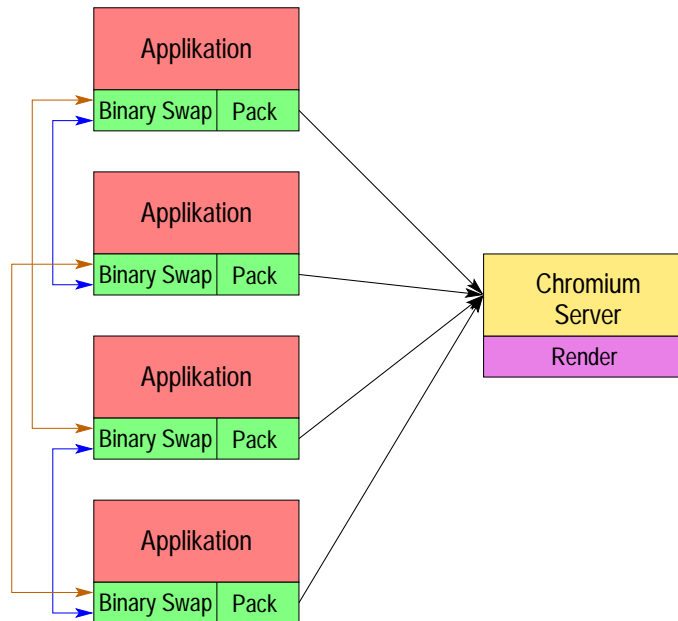 Applikation
Binary Swap Pack
Applikation
Binary Swap Pack
Chromium
Server
Render
Applikation
Binary Swap Pack
Applikation
Binary Swap Pack